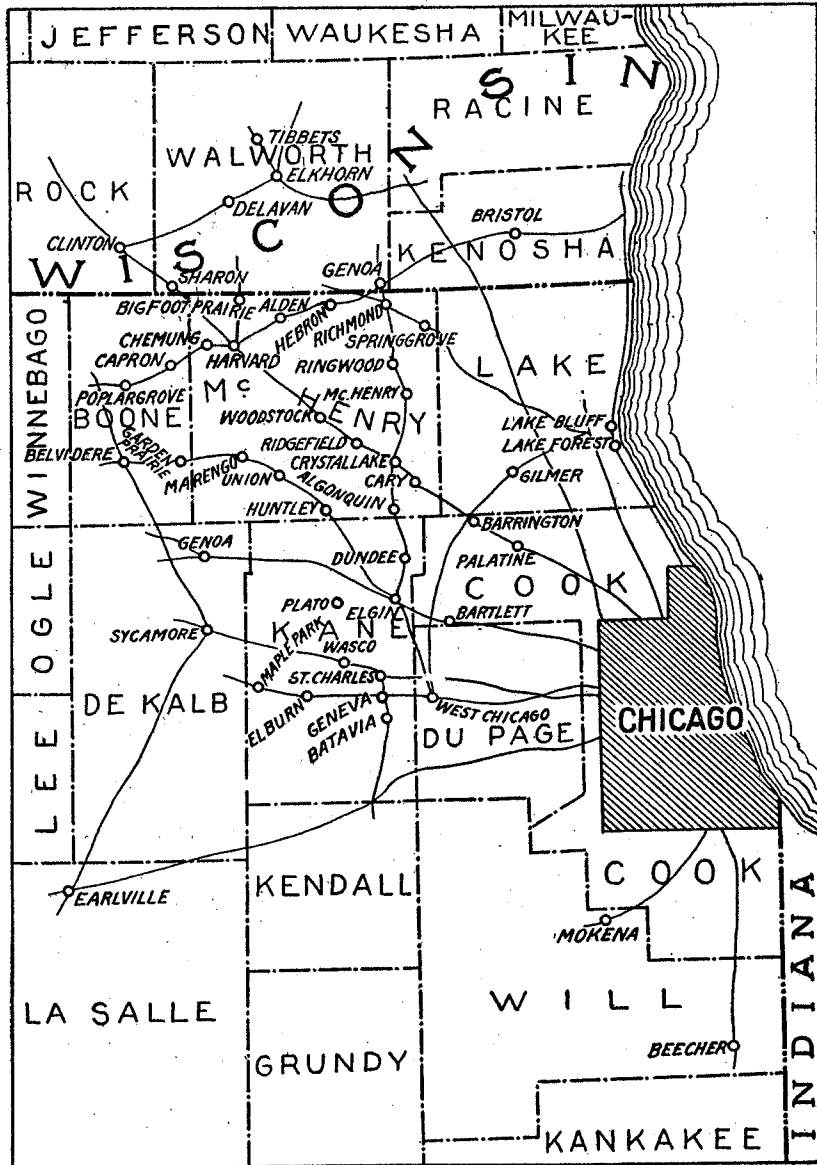 JEFFERSON
WAUKESHA
MILWAU-
KEE
WISCONSIN
RACINE
TIBBETS
WALWORTH
ELKHORN
ROCK
DELAVAN
BRISTOL
CLINTON
KENOSHA
SHARON
GENOA
BIGFOOT PRAIRIE
ALDEN
HEBRON
RICHMOND
SPRINGGROVE
CHEMUNG
HARVARD
CAPRON
RINGWOOD
LAKE
POPLARGROVE
Mc HENRY
Mc.HENRY
BOONE
WINNEBAGO
WOODSTOCK
LAKE BLUFF
LAKE FOREST
RIDGEFIELD
BELVIDERE
GARDEN
PRAIRIE
MARENGO
UNION
CRYSTALLAKE
CARY
GILMER
ALGONQUIN
HUNTLEY
BARRINGTON
GENOA
DUNDEE
PALATINE
COOK
OGLE
PLATO
ELGIN
BARTLETT
SYCAMORE
KANE
WASCO
MAPLE PARK
ST.CHARLES
DE KALB
ELBURN
GENEVA
BATAVIA
WEST CHICAGO
CHICAGO
DU PAGE
LEE
EARLVILLE
KENDALL
COOK
MOKENA
INDIANA
LA SALLE
WILL
GRUNDY
BEECHER
KANKAKEE